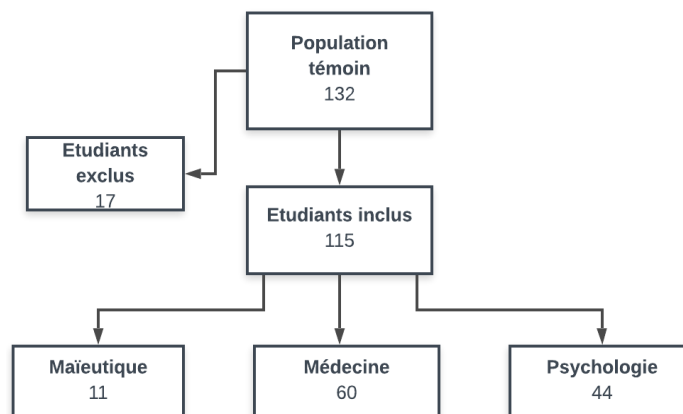 Population
témoin
132
Etudiants
exclus
17
Etudiants inclus
115
Maïeutique
11
Médecine
60
Psychologie
44